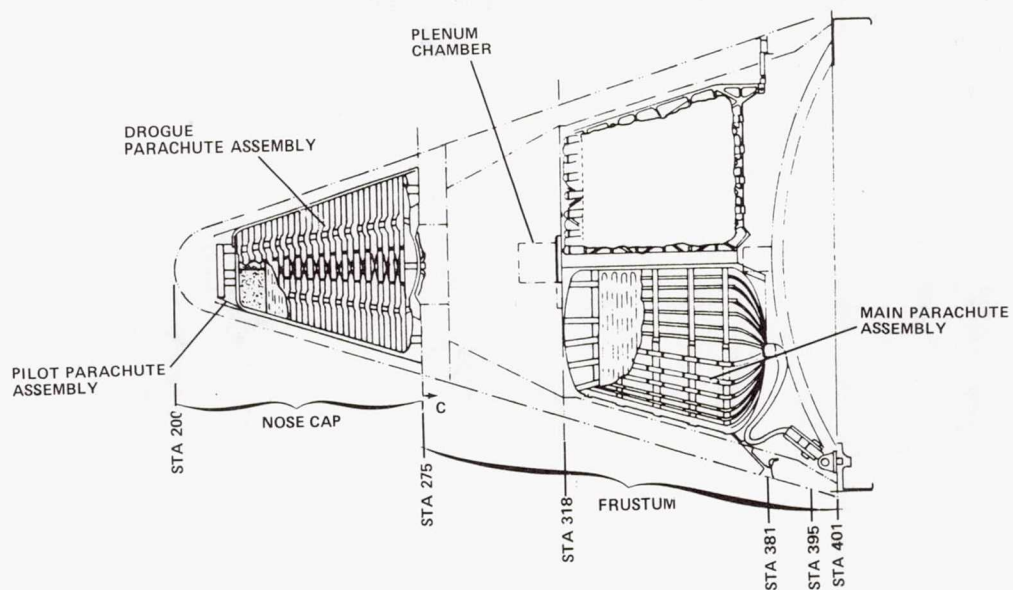 PLENUM
CHAMBER
DROGUE
PARACHUTE ASSEMBLY
MAIN PARACHUTE
ASSEMBLY
PILOT PARACHUTE
ASSEMBLY
C
NOSE CAP
FRUSTUM
STA 200
STA 275
STA 318
STA 381
STA 395
STA 401